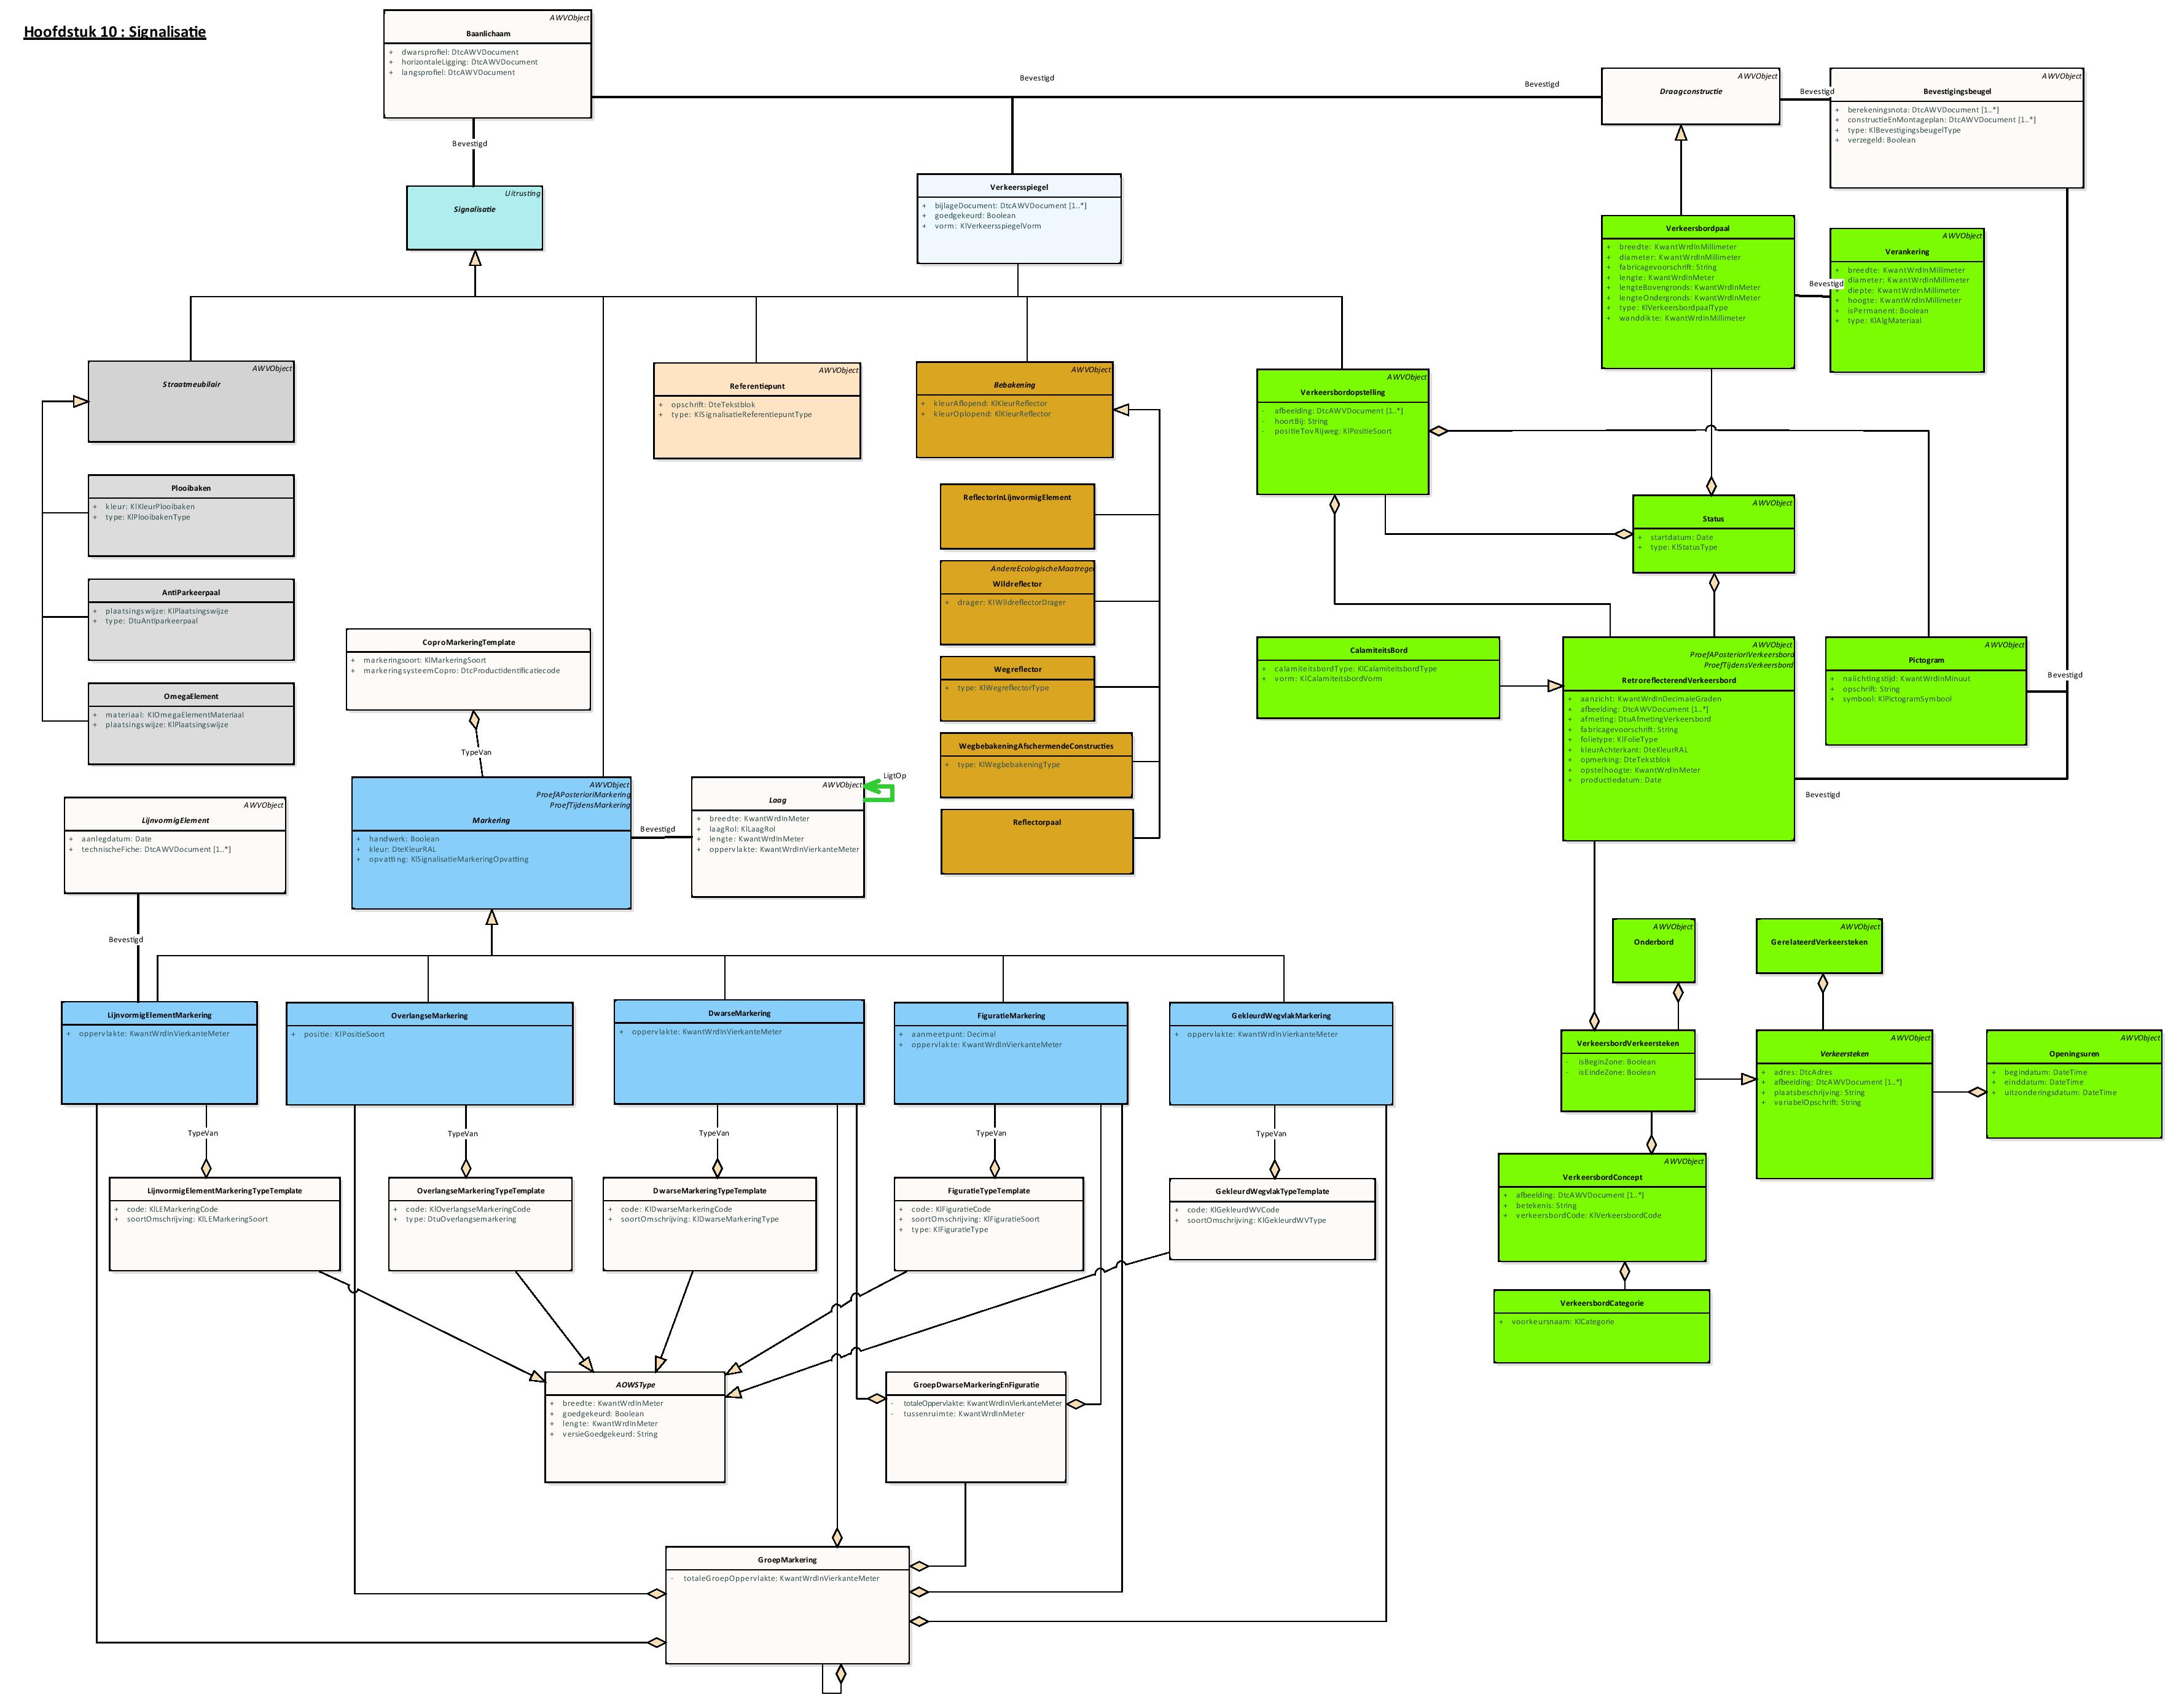 Hoofdstuk 10 : Signalisatie
AWVObject
Baanlichaam
+ dwarsprofiel: DtcAWVDocument
+ horizontaleLigging: DtcAWVDocument
+ langsprofiel: DtcAWVDocument
Bevestigd
Bevestigd
AWVObject
Draagconstructie
Bevestigd
AWVObject
Bevestigingsbeugel
+ berekeningsnota: DtcAWVDocument [1..*]
+ constructieEnMontageplan: DtcAWVDocument [1..*]
+ type: KlBevestigingsbeugelType
+ verzegeld: Boolean
Bevestigd
Uitrusting
Signalisatie
Verkeersspiegel
+ bijlageDocument: DtcAWVDocument [1..*]
+ goedgekeurd: Boolean
+ vorm: KlVerkeersspiegelVorm
Verkeersbordpaal
+ breedte: KwantWrdInMillimeter
+ diameter: KwantWrdInMillimeter
+ fabricagevoorschrift: String
+ lengte: KwantWrdInMeter
+ lengteBovengronds: KwantWrdInMeter
+ lengteOndergronds: KwantWrdInMeter
+ type: KlVerkeersbordpaalType
+ wanddikte: KwantWrdInMillimeter
Bevestigd
AWVObject
Verankering
+ breedte: KwantWrdInMillimeter
diameter: KwantWrdInMillimeter
+ diepte: KwantWrdInMillimeter
+ hoogte: KwantWrdInMillimeter
+ isPermanent: Boolean
+ type: KlAlgMateriaal
AWVObject
Straatmeubilair
AWVObject
Referentiepunt
+ opschrift: DteTekstblok
+ type: KlSignalisatieReferentiepuntType
AWVObject
Bebakening
+ kleurAflopend: KlKleurReflector
+ kleurOplopend: KlKleurReflector
AWVObject
Verkeersbordopstelling
- afbeelding: DtcAWVDocument [1..*]
- hoortBij: String
- positieTovRijweg: KlPositieSoort
Plooibaken
+ kleur: KlKleurPlooibaken
+ type: KlPlooibakenType
ReflectorInLijnvormigElement
AWVObject
Status
+ startdatum: Date
+ type: KlStatusType
AntiParkeerpaal
+ plaatsingswijze: KlPlaatsingswijze
+ type: DtuAntiparkeerpaal
AndereEcologischeMaatregel
Wildreflector
+ drager: KlWildreflectorDrager
CoproMarkeringTemplate
+ markeringsoort: KlMarkeringSoort
+ markeringsysteemCopro: DtcProductidentificatiecode
TypeVan
Wegreflector
+ type: KlWegreflectorType
CalamiteitsBord
+ calamiteitsbordType: KlCalamiteitsbordType
+ vorm: KlCalamiteitsbordVorm
AWVObject
ProefAPosterioriVerkeersbord
ProefTijdensVerkeersbord
RetroreflecterendVerkeersbord
+ aanzicht: KwantWrdInDecimaleGraden
+ afbeelding: DtcAWVDocument [1..*]
+ afmeting: DtuAfmetingVerkeersbord
+ fabricagevoorschrift: String
+ folietype: KlFolieType
+ kleurAchterkant: DteKleurRAL
+ opmerking: DteTekstblok
+ opstelhoogte: KwantWrdInMeter
+ productiedatum: Date
AWVObject
Pictogram
+ nalichtingstijd: KwantWrdInMinuut
+ opschrift: String
+ symbool: KlPictogramSymbool
Bevestigd
Bevestigd
OmegaElement
+ materiaal: KlOmegaElementMateriaal
+ plaatsingswijze: KlPlaatsingswijze
WegbebakeningAfschermendeConstructies
+ type: KlWegbebakeningType
AWVObject
LijnvormigElement
+ aanlegdatum: Date
+ technischeFiche: DtcAWVDocument [1..*]
AWVObject
ProefAPosterioriMarkering
ProefTijdensMarkering
Markering
+ handwerk: Boolean
+ kleur: DteKleurRAL
+ opvatting: KlSignalisatieMarkeringOpvatting
Bevestigd
AWVObject
Laag
+ breedte: KwantWrdInMeter
+ laagRol: KlLaagRol
+ lengte: KwantWrdInMeter
+ oppervlakte: KwantWrdInVierkanteMeter
LigtOp
Reflectorpaal
Bevestigd
AWVObject
Onderbord
AWVObject
GerelateerdVerkeersteken
LijnvormigElementMarkering
+ oppervlakte: KwantWrdInVierkanteMeter
OverlangseMarkering
+ positie: KlPositieSoort
DwarseMarkering
+ oppervlakte: KwantWrdInVierkanteMeter
FiguratieMarkering
+ aanmeetpunt: Decimal
+ oppervlakte: KwantWrdInVierkanteMeter
GekleurdWegvlakMarkering
+ oppervlakte: KwantWrdInVierkanteMeter
VerkeersbordVerkeersteken
- isBeginZone: Boolean
- isEindeZone: Boolean
AWVObject
Verkeersteken
+ adres: DtcAdres
+ afbeelding: DtcAWVDocument [1..*]
+ plaatsbeschrijving: String
+ variabelOpschrift: String
AWVObject
Openingsuren
+ begindatum: DateTime
+ einddatum: DateTime
+ uitzonderingsdatum: DateTime
TypeVan
TypeVan
TypeVan
TypeVan
TypeVan
LijnvormigElementMarkeringTypeTemplate
+ code: KlLEMarkeringCode
+ soortOmschrijving: KlLEMarkeringSoort
OverlangseMarkeringTypeTemplate
+ code: KlOverlangseMarkeringCode
+ type: DtuOverlangsemarkering
DwarseMarkeringTypeTemplate
+ code: KlDwarseMarkeringCode
+ soortOmschrijving: KlDwarseMarkeringType
FiguratieTypeTemplate
+ code: KlFiguratieCode
+ soortOmschrijving: KlFiguratieSoort
+ type: KlFiguratieType
GekleurdWegvlakTypeTemplate
+ code: KlGekleurdWVCode
+ soortOmschrijving: KlGekleurdWVType
AWVObject
VerkeersbordConcept
+ afbeelding: DtcAWVDocument [1..*]
+ betekenis: String
+ verkeersbordCode: KlVerkeersbordCode
VerkeersbordCategorie
+ voorkeursnaam: KlCategorie
AOWSType
+ breedte: KwantWrdInMeter
+ goedgekeurd: Boolean
+ lengte: KwantWrdInMeter
+ versieGoedgekeurd: String
GroepDwarseMarkeringEnFiguratie
- totaleOppervlakte: KwantWrdInVierkanteMeter
- tussenruimte: KwantWrdInMeter
GroepMarkering
- totaleGroepOppervlakte: KwantWrdInVierkanteMeter